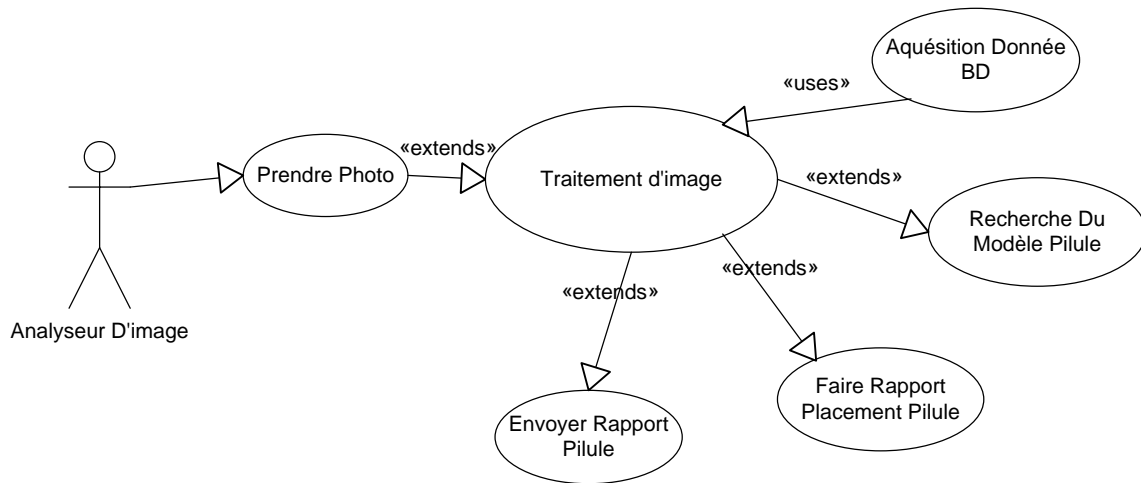 Aquésition Donnée
BD
«uses»
«extends»
Prendre Photo
Traitement d'image
«extends»
Recherche Du
Modèle Pilule
«extends»
«extends»
Analyseur D'image
Faire Rapport
Placement Pilule
Envoyer Rapport
Pilule